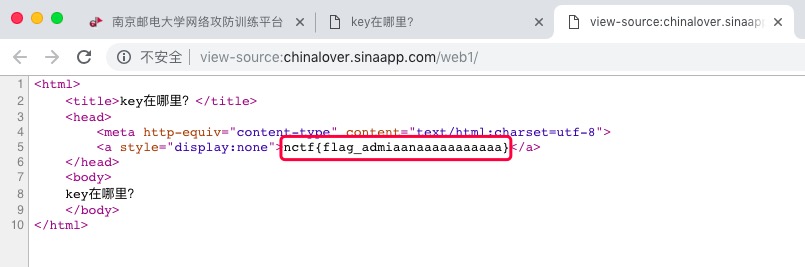 南京邮电大学网络攻防训练平台
key在哪里?
view-source:chinalover.sinaapp
不安全 | view-source:chinalover.sinaapp.com/web1/
1 <html>
2 <title>key在哪里? </title>
3 <head>
4 <meta http-equiv="content-type" content="text/html;charset=utf-8">
5 <a style="display:none">nctf{flag_admiaanaaaaaaaaaaa}</a>
6 </head>
7 <body>
8 key在哪里?
9 </body>
10 </html>